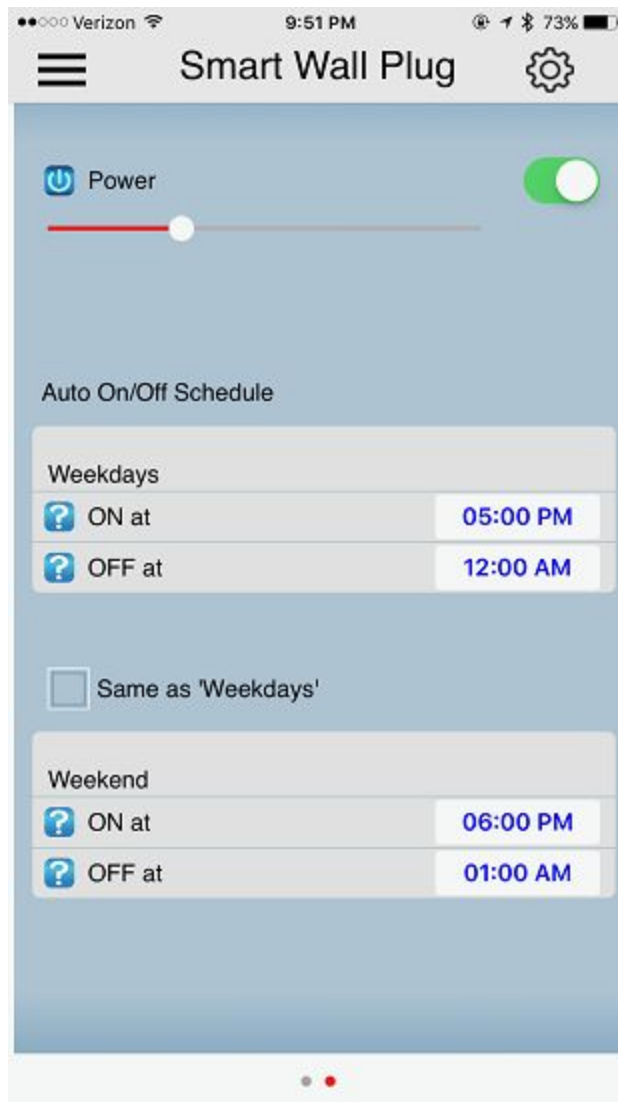 Verizon 9:51 PM 73%
Smart Wall Plug
Power
Auto On/Off Schedule
Weekdays
? ON at 05:00 PM
? OFF at 12:00 AM
Same as 'Weekdays'
Weekend
? ON at 06:00 PM
? OFF at 01:00 AM